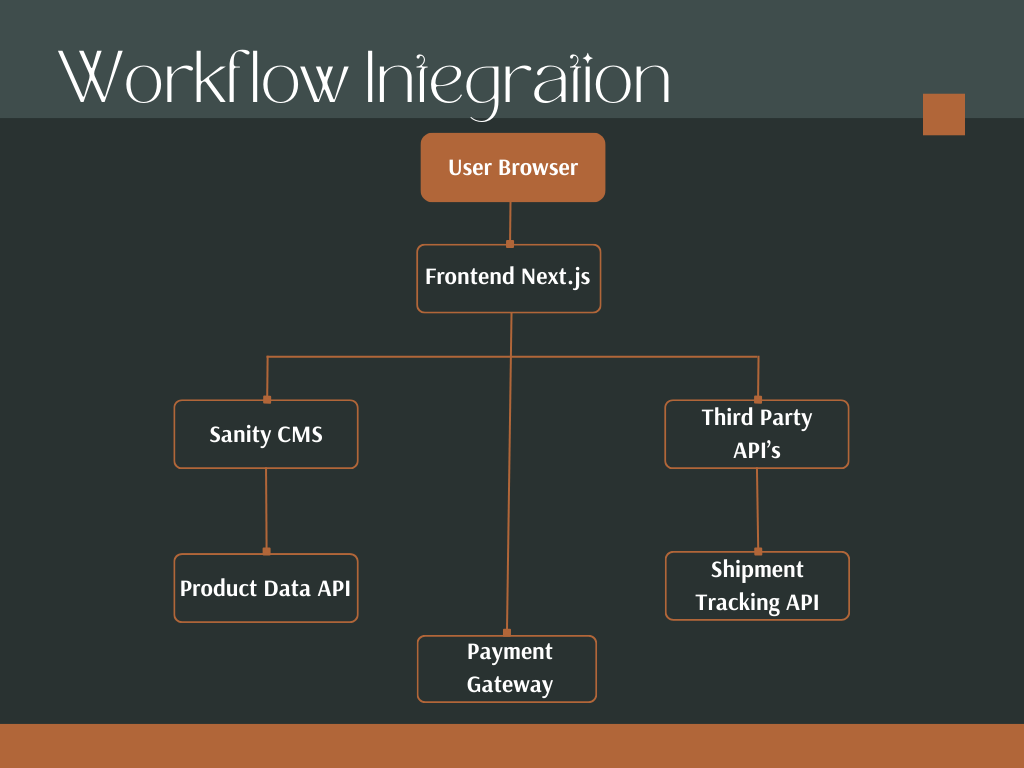 Workflow Integration
User Browser
Frontend Next.js
Sanity CMS
Third Party
API’s
Product Data API
Shipment
Tracking API
Payment
Gateway